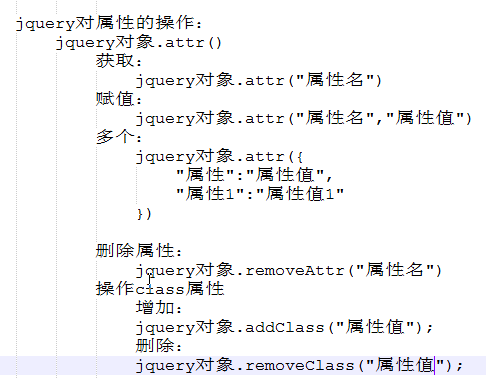 jquery对属性的操作:
jquery对象.attr()
获取:
jquery对象.attr("属性名")
赋值:
jquery对象.attr("属性名","属性值")
多个:
jquery对象.attr({
"属性":"属性值",
"属性1":"属性值1"
})
删除属性:
jquery对象.removeAttr("属性名")
操作class属性
增加:
jquery对象.addClass("属性值");
删除:
jquery对象.removeClass("属性值");